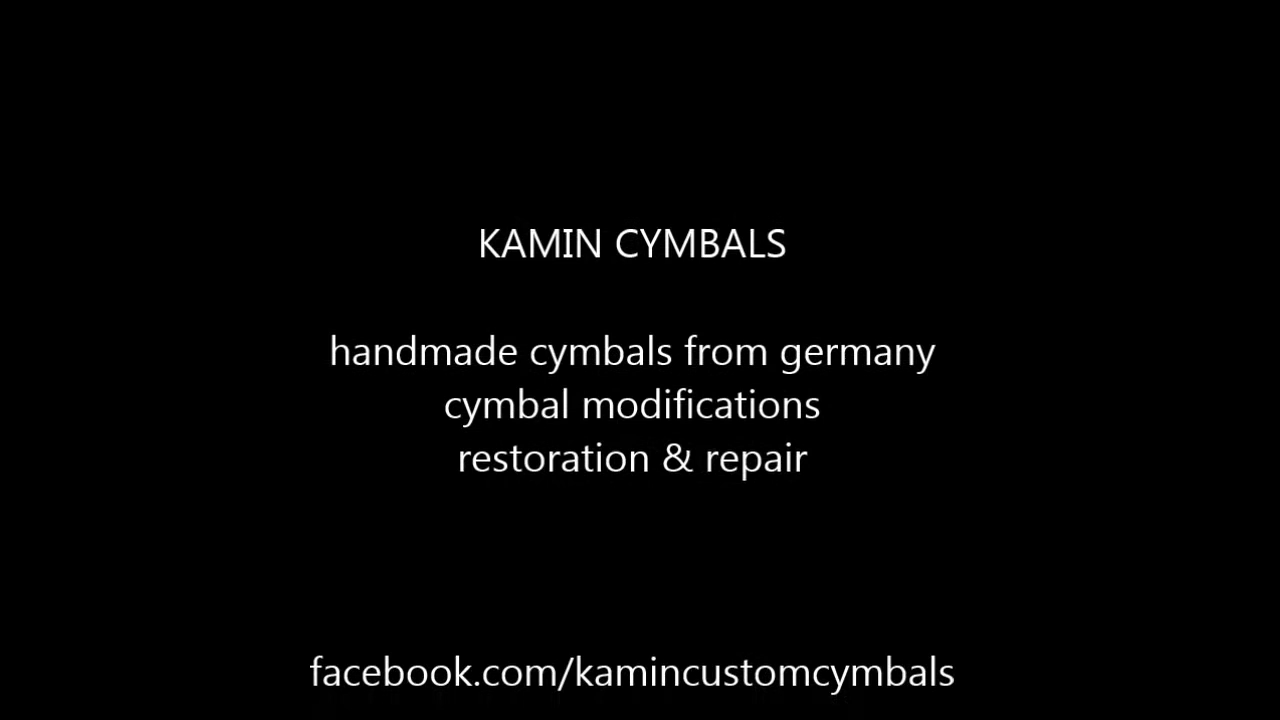 KAMIN CYMBALS
handmade cymbals from germany
cymbal modifications
restoration & repair
facebook.com/kamincustomcymbals